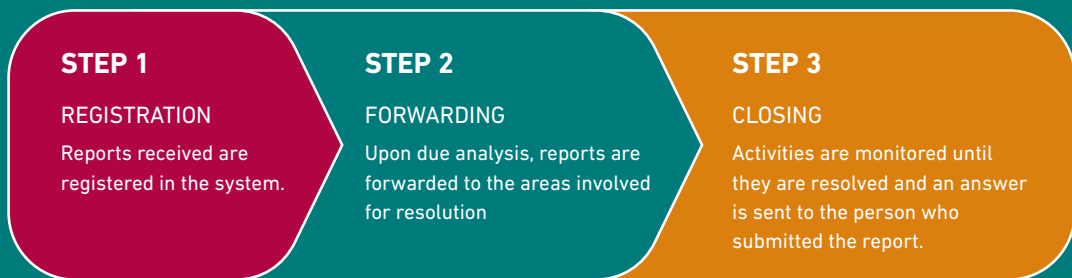 STEP 1
REGISTRATION
Reports received are
registered in the system.
STEP 2
FORWARDING
Upon due analysis, reports are
forwarded to the areas involved
for resolution
STEP 3
CLOSING
Activities are monitored until
they are resolved and an answer
is sent to the person who
submitted the report.